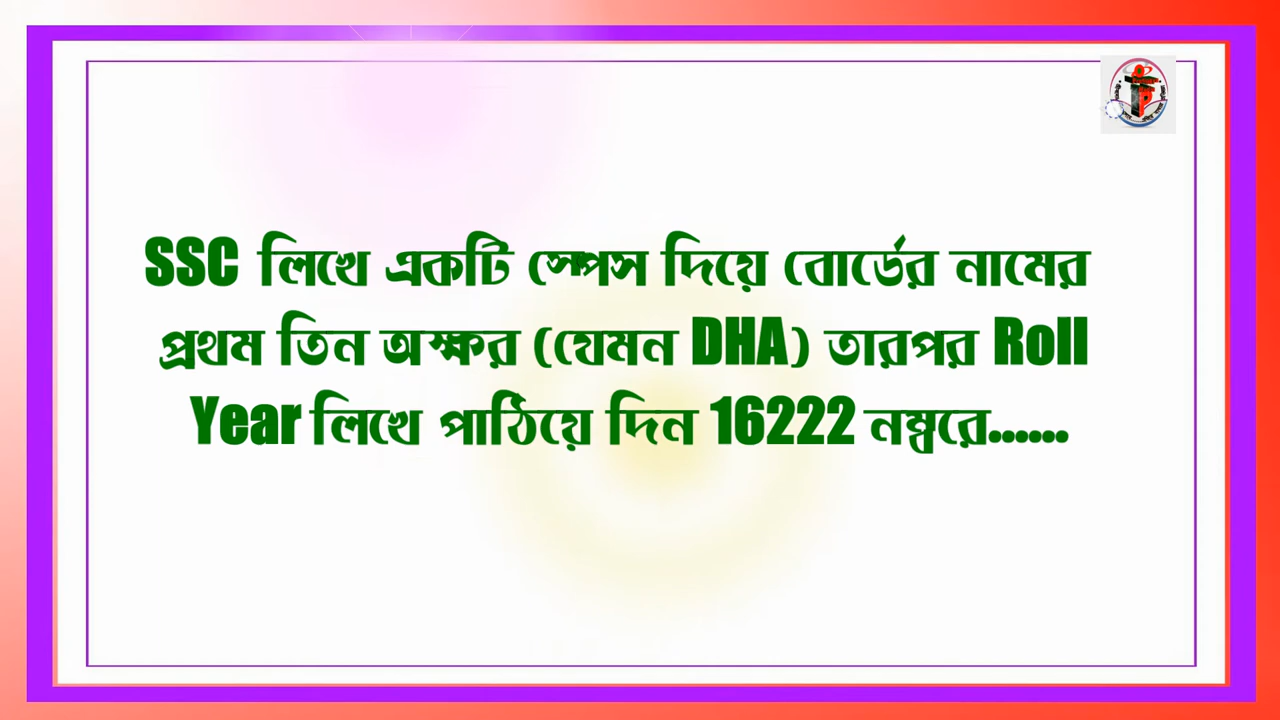 SSC লিখে একটি স্পেস দিয়ে বোর্ডের নামের
প্রথম তিন অক্ষর (যেমন DHA) তারপর Roll
Year লিখে পাঠিয়ে দিন 16222 নম্বরে......